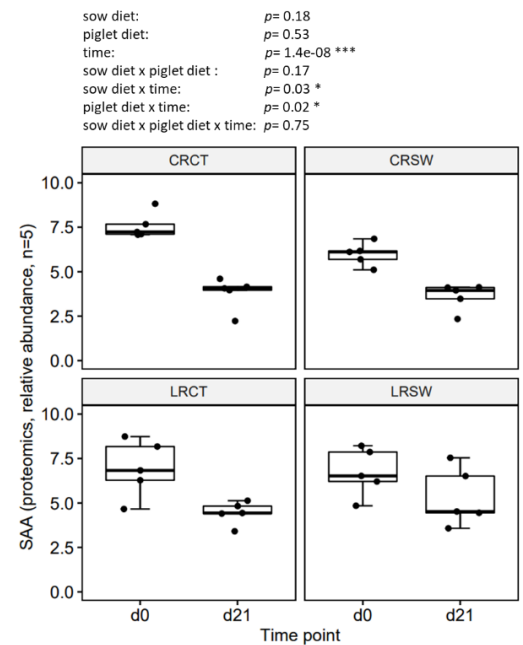 sow diet: p= 0.18
piglet diet: p= 0.53
time: p= 1.4e-08 ***
sow diet x piglet diet : p= 0.17
sow diet x time: p= 0.03 *
piglet diet x time: p= 0.02 *
sow diet x piglet diet x time: p= 0.75
CRCT CRSW
10.0
7.5
5.0
2.5
0.0
LRCT LRSW
10.0
7.5
5.0
2.5
0.0
SAA (proteomics, relative abundance, n=5)
d0 d21 d0 d21
Time point